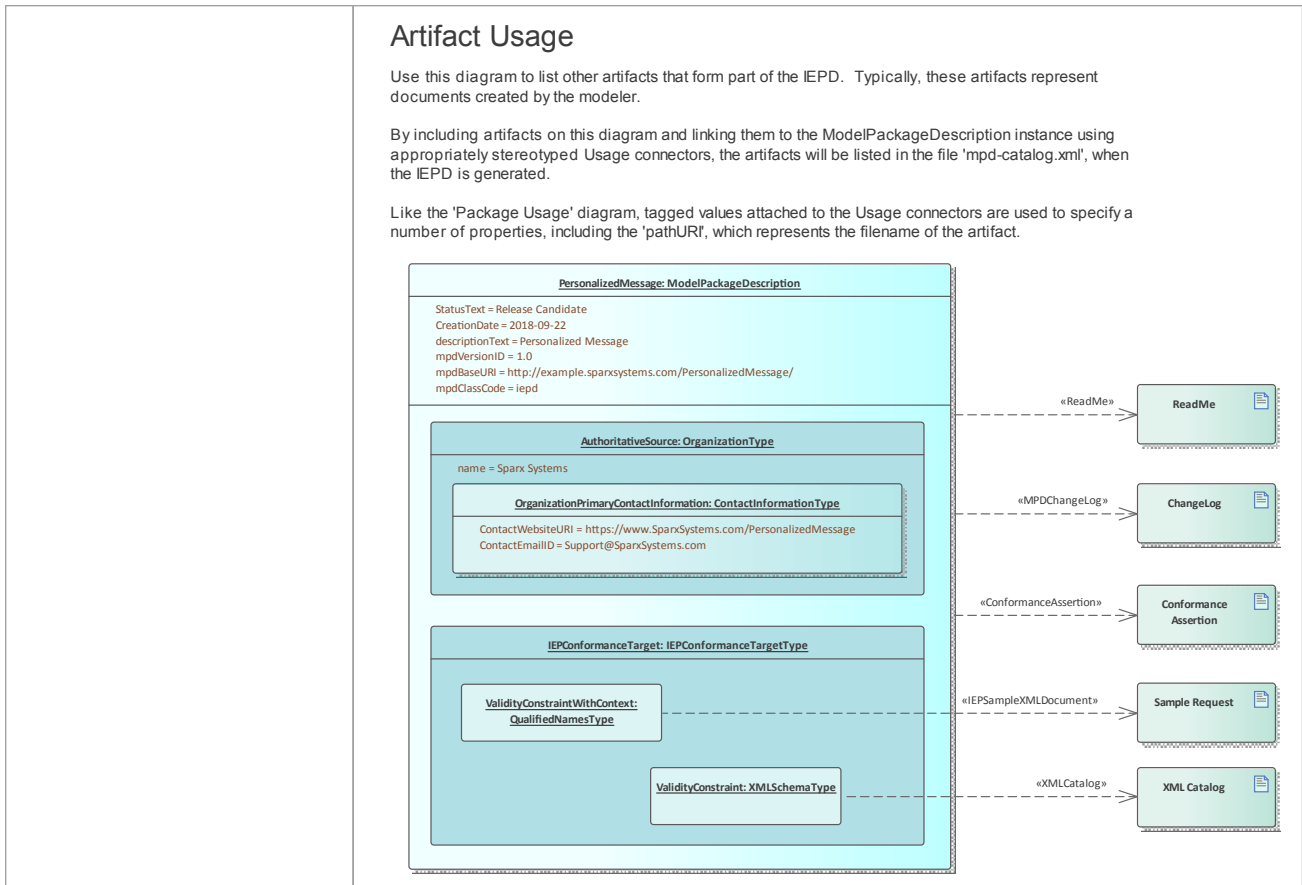 Artifact Usage
Use this diagram to list other artifacts that form part of the IEPD.  Typically, these artifacts represent
documents created by the modeler.
By including artifacts on this diagram and linking them to the ModelPackageDescription instance using
appropriately stereotyped Usage connectors, the artifacts will be listed in the file 'mpd-catalog.xml', when
the IEPD is generated.
Like the 'Package Usage' diagram, tagged values attached to the Usage connectors are used to specify a
number of properties, including the 'pathURI', which represents the filename of the artifact.
PersonalizedMessage: ModelPackageDescription
StatusText = Release Candidate
CreationDate = 2018-09-22
descriptionText = Personalized Message
mpdVersionID = 1.0
mpdBaseURI = http://example.sparxsystems.com/PersonalizedMessage/
mpdClassCode = iepd
«ReadMe»
ReadMe
AuthoritativeSource: OrganizationType
name = Sparx Systems
OrganizationPrimaryContactInformation: ContactInformationType
ContactWebsiteURI = https://www.SparxSystems.com/PersonalizedMessage
ContactEmailID = Support@SparxSystems.com
«MPDChangeLog»
ChangeLog
«ConformanceAssertion»
Conformance
Assertion
IEPConformanceTarget: IEPConformanceTargetType
ValidityConstraintWithContext:
QualifiedNamesType
«IEPSampleXMLDocument»
Sample Request
ValidityConstraint: XMLSchemaType
«XMLCatalog»
XML Catalog